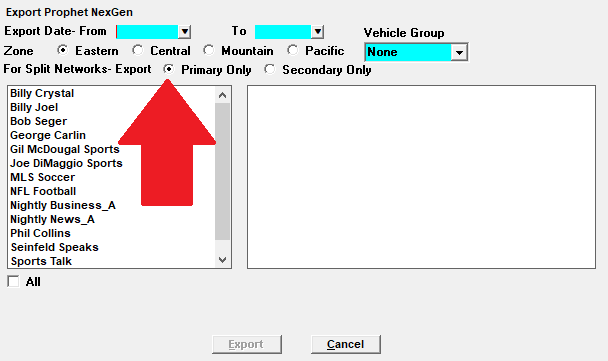 Export Prophet NexGen
Export Date- From To Vehicle Group
Zone Eastern Central Mountain Pacific None
For Split Networks- Export Primary Only Secondary Only
Billy Crystal
Billy Joel
Bob Seger
George Carlin
Gil McDougal Sports
Joe DiMaggio Sports
MLS Soccer
NFL Football
Nightly Business_A
Nightly News_A
Phil Collins
Seinfeld Speaks
Sports Talk
All
Export Cancel